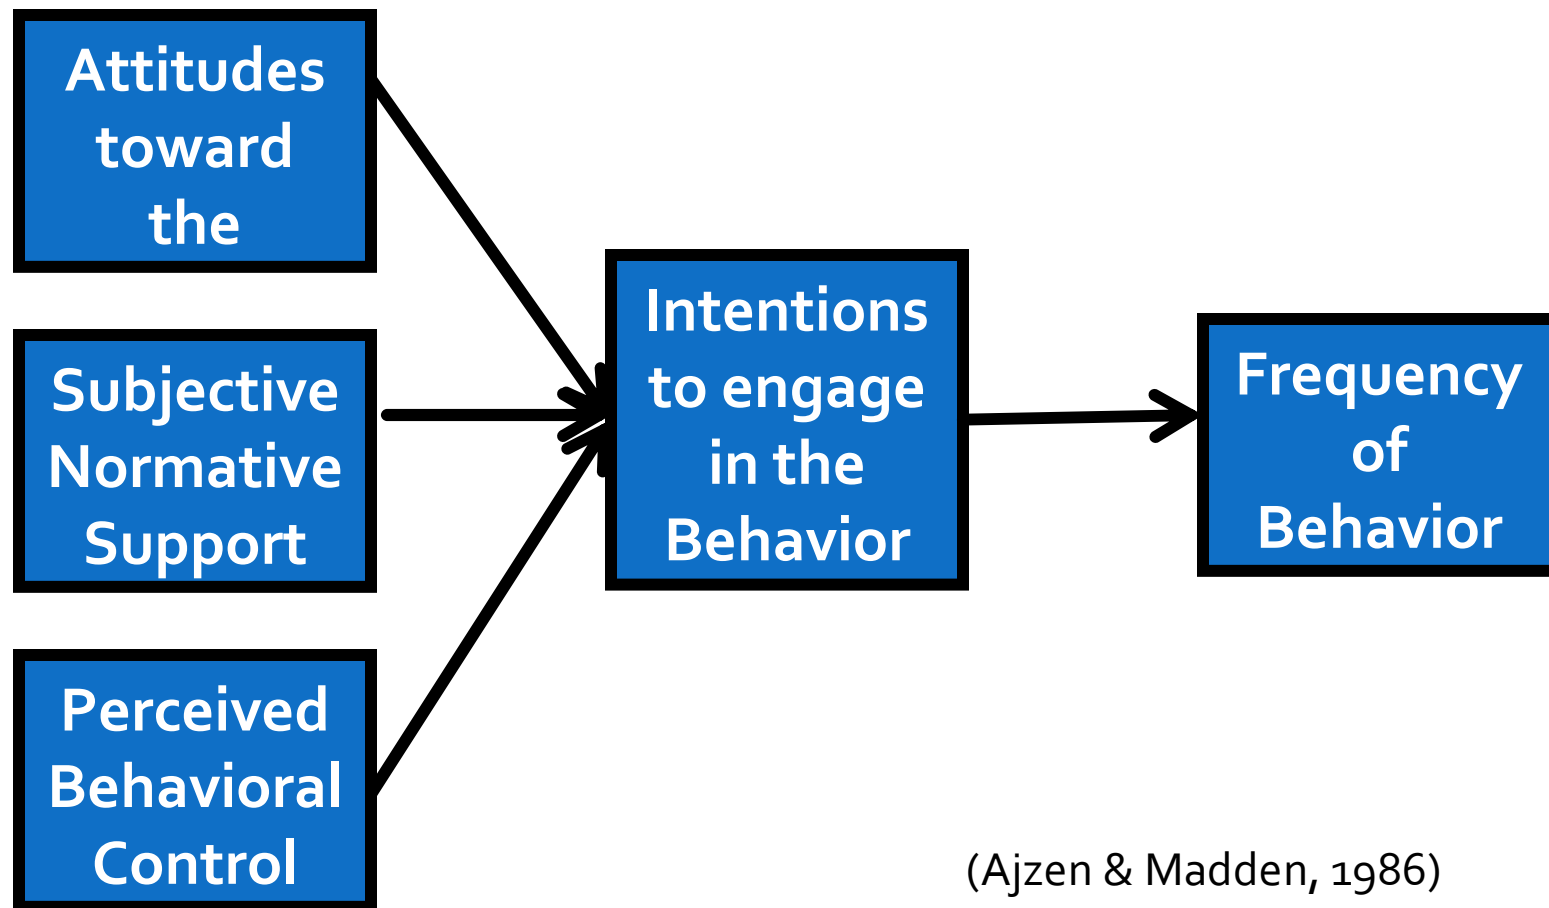 Attitudes
toward
the
Subjective
Normative
Support
Perceived
Behavioral
Control
Intentions
to engage
in the
Behavior
Frequency
of
Behavior
(Ajzen & Madden, 1986)